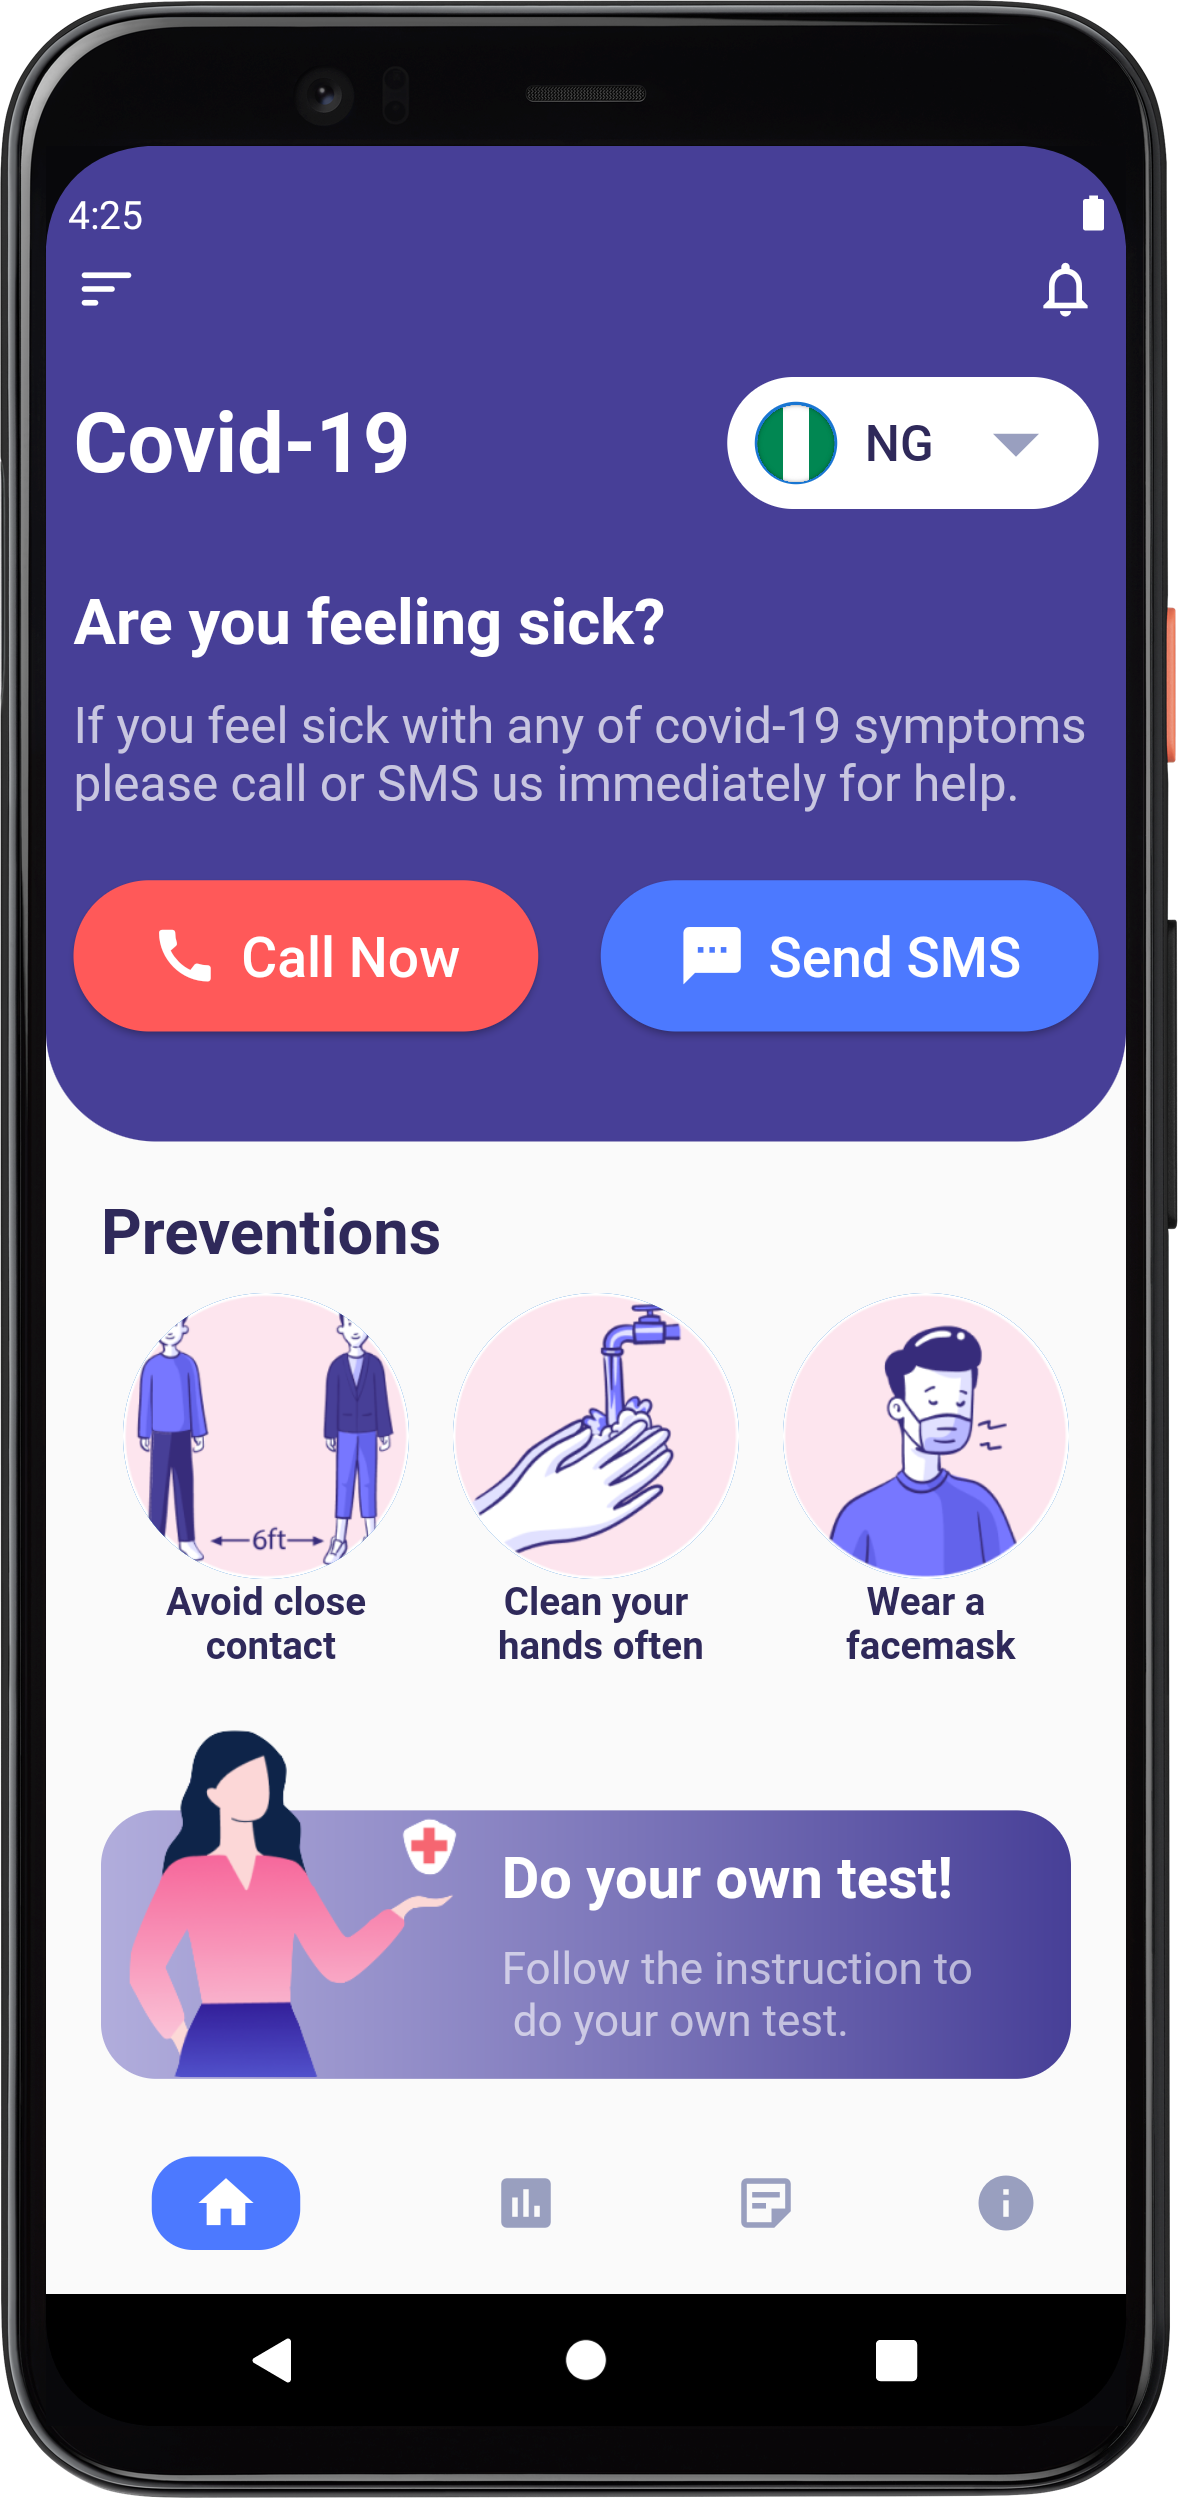 4:25
Covid-19
NG
Are you feeling sick?
If you feel sick with any of covid-19 symptoms
please call or SMS us immediately for help.
Call Now
Send SMS
Preventions
6ft
Avoid close
contact
Clean your
hands often
Wear a
facemask
Do your own test!
Follow the instruction to
do your own test.